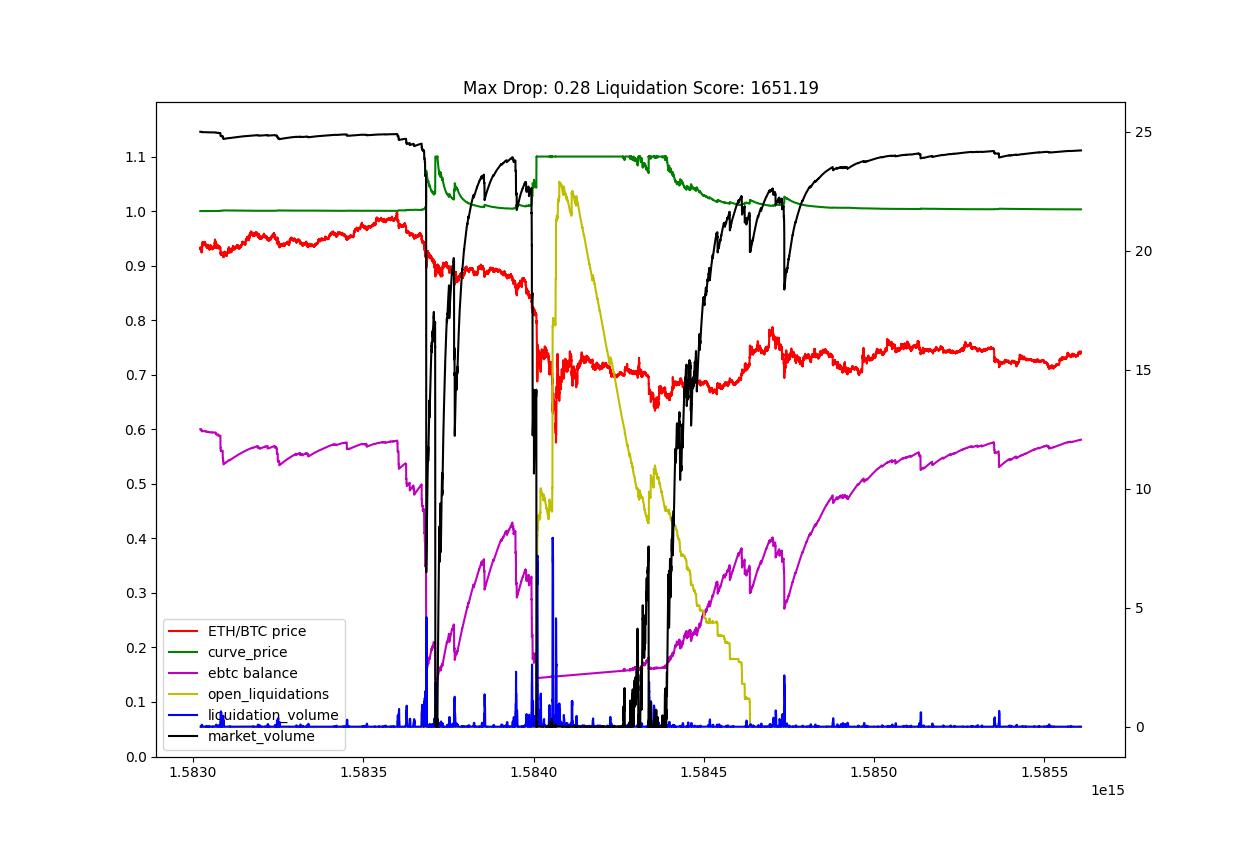 Max Drop: 0.28 Liquidation Score: 1651.19
1.1
1.0
0.9
0.8
0.7
0.6
0.5
0.4
0.3
0.2
0.1
0.0
25
20
15
10
5
0
ETH/BTC price
curve_price
ebtc balance
open_liquidations
liquidation_volume
market_volume
1.5830 1.5835 1.5840 1.5845 1.5850 1.5855
1e15